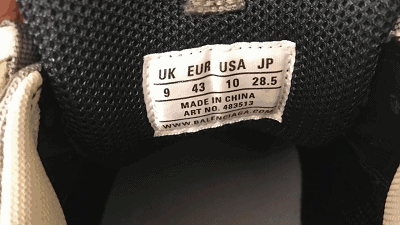 UK EUR USA JP
9 43 10 28.5
MADE IN CHINA
ART NO. 483513
WWW.BALENCIAGA.COM